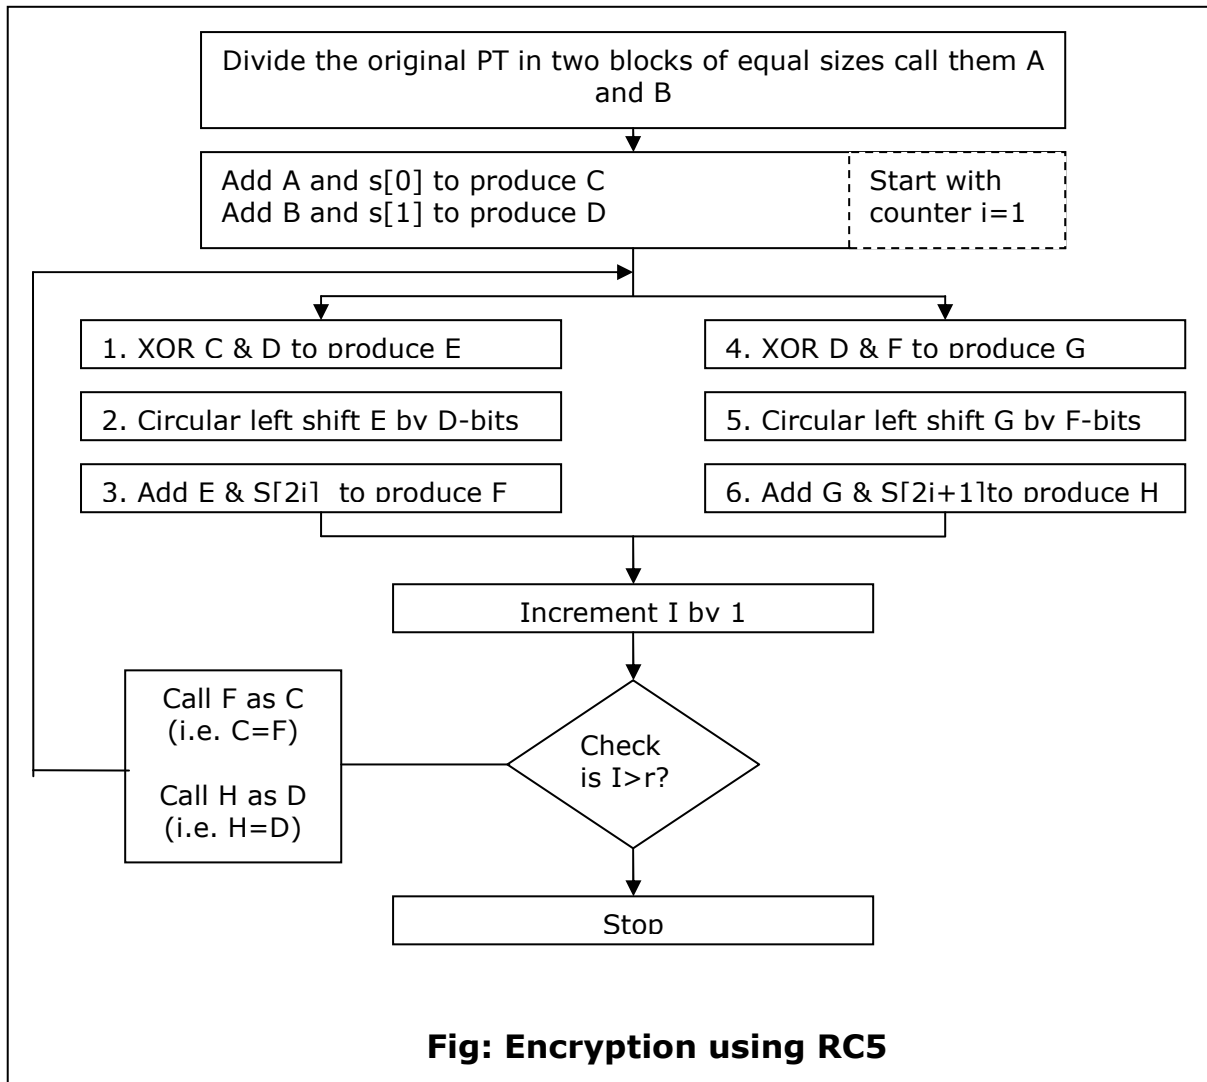 Divide the original PT in two blocks of equal sizes call them A
and B
Add A and s[0] to produce C
Add B and s[1] to produce D
Start with
counter i=1
1. XOR C & D to produce E
2. Circular left shift E by D-bits
3. Add E & S[2i] to produce F
4. XOR D & F to produce G
5. Circular left shift G by F-bits
6. Add G & S[2i+1]to produce H
Increment I by 1
Check
is I>r?
Call F as C
(i.e. C=F)
Call H as D
(i.e. H=D)
Stop
Fig: Encryption using RC5